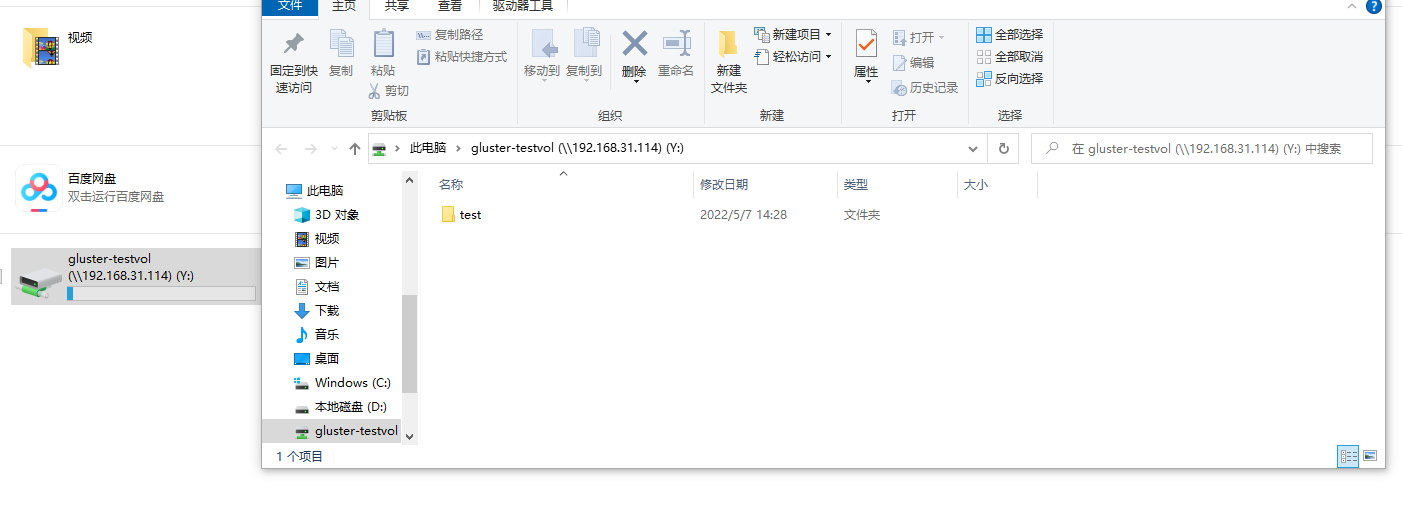 视频
百度网盘
双击运行百度网盘
gluster-testvol
(\\192.168.31.114) (Y:)
文件
主页
共享
查看
驱动器工具
?
固定到快
速访问
复制
粘贴
复制路径
粘贴快捷方式
剪切
剪贴板
移动到
复制到
删除
重命名
组织
新建
文件夹
新建项目
轻松访问
新建
属性
打开
编辑
历史记录
打开
全部选择
全部取消
反向选择
选择
此电脑
gluster-testvol (\\192.168.31.114) (Y:)
在 gluster-testvol (\\192.168.31.114) (Y:) 中搜索
此电脑
3D 对象
视频
图片
文档
下载
音乐
桌面
Windows (C:)
本地磁盘 (D:)
gluster-testvol
名称
修改日期
类型
大小
test
2022/5/7 14:28
文件夹
1 个项目